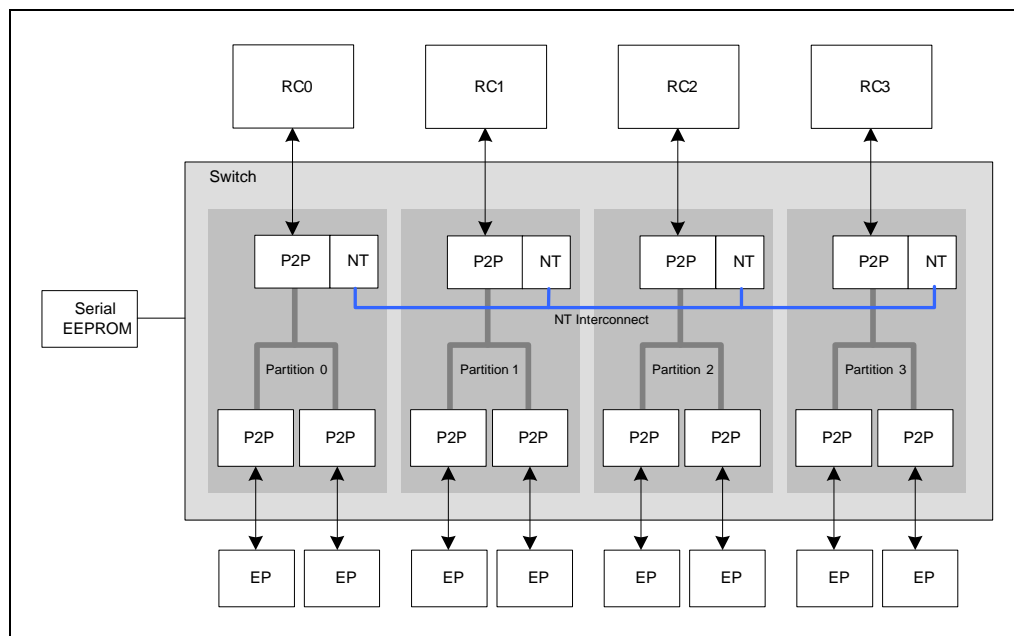 RC0
RC1
RC2
RC3
Switch
P2P
NT
P2P
NT
P2P
NT
P2P
NT
Serial
EEPROM
NT Interconnect
Partition 0
Partition 1
Partition 2
Partition 3
P2P
P2P
P2P
P2P
P2P
P2P
P2P
P2P
EP
EP
EP
EP
EP
EP
EP
EP